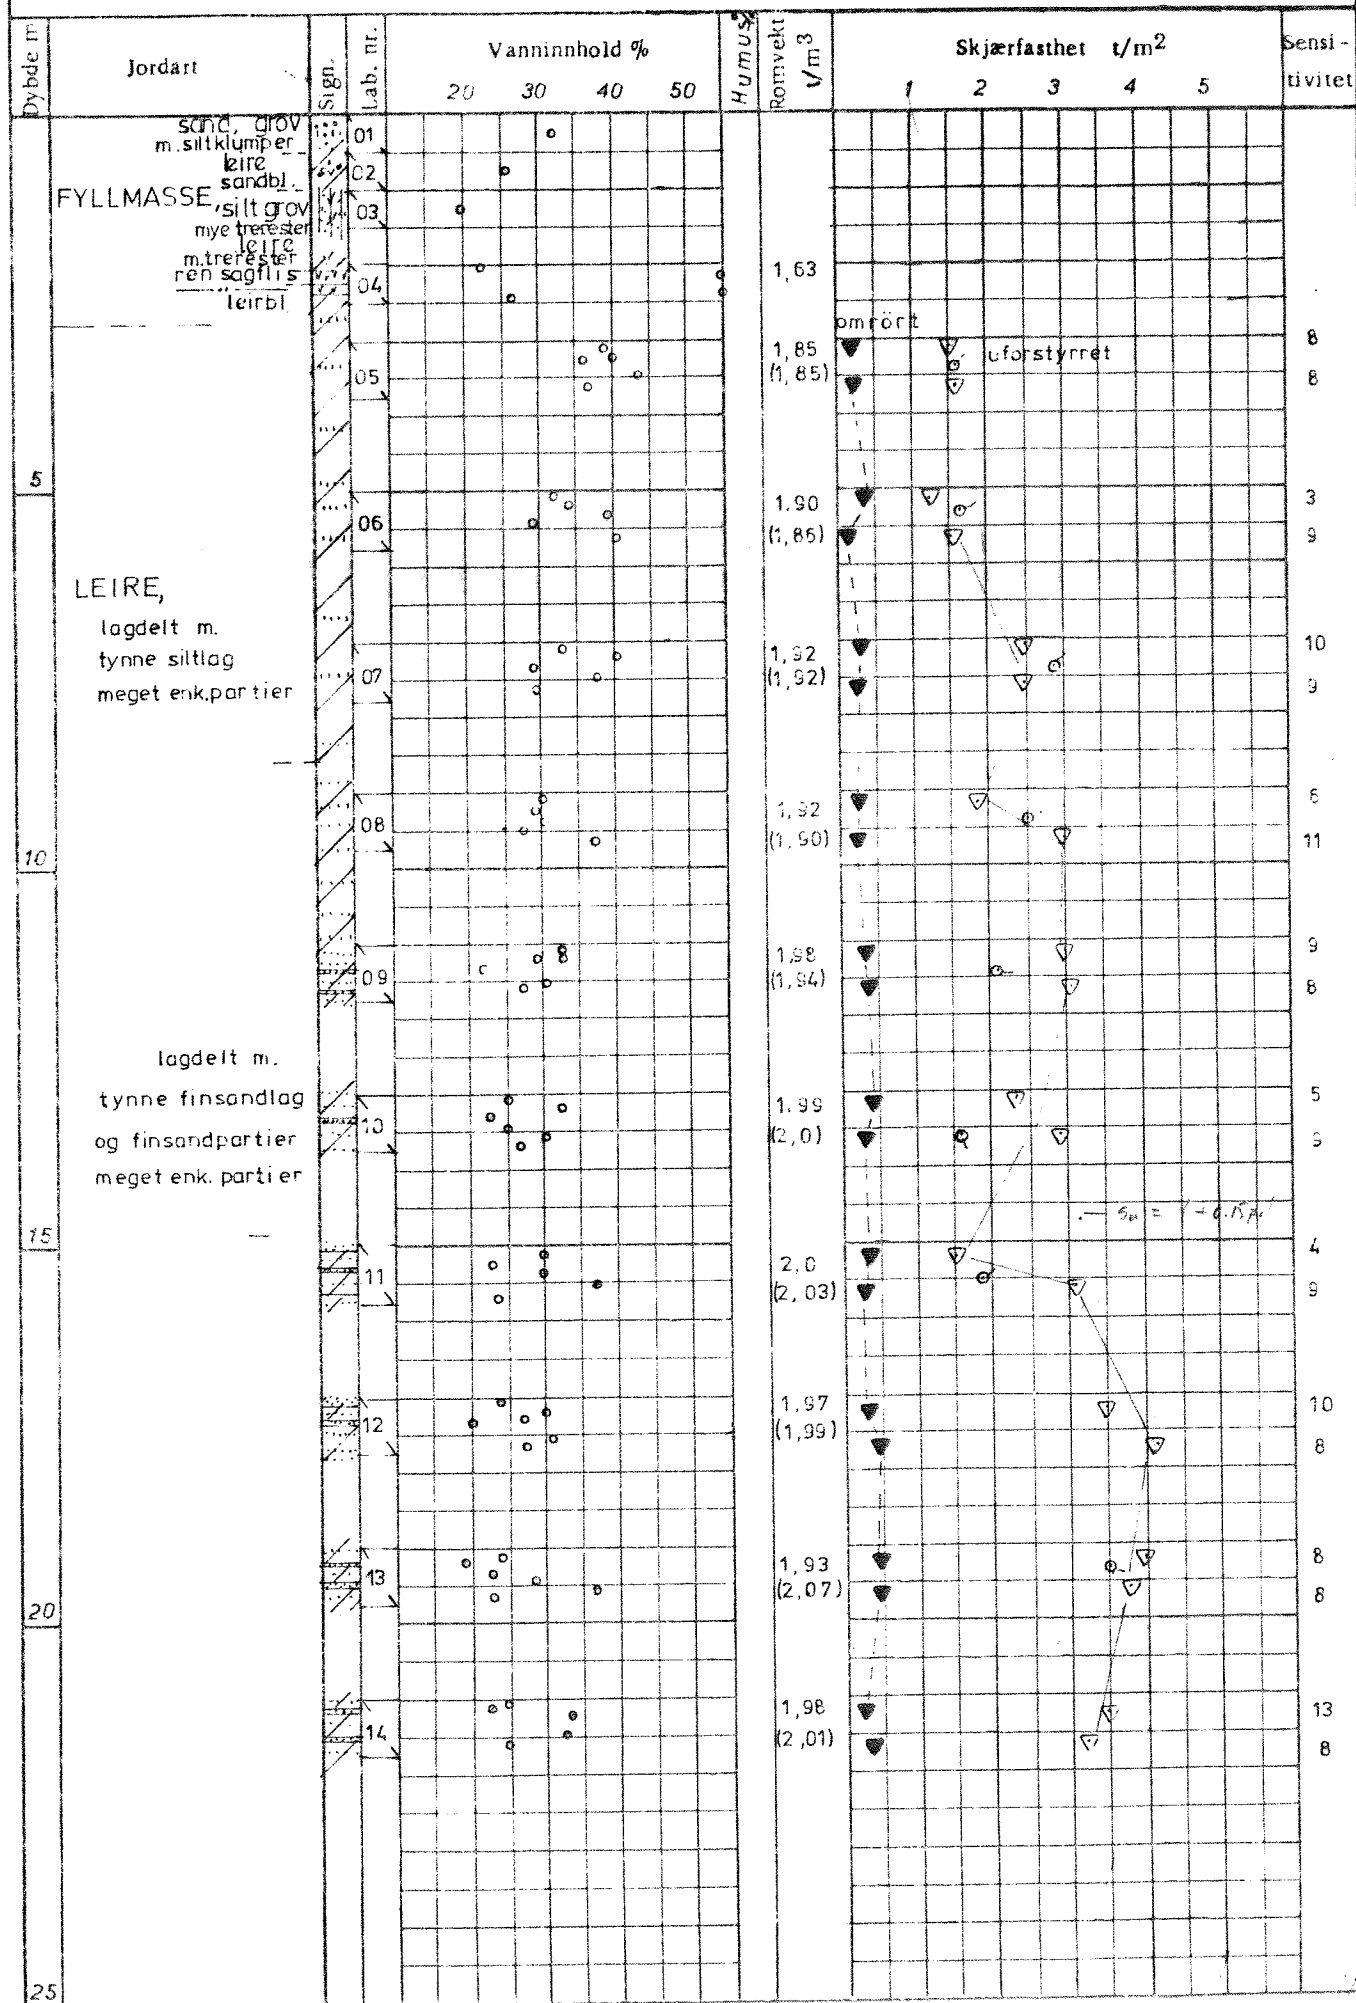 Dybde m
Jordart
Sign.
Lab. nr.
Vanninnhold %
20 30 40 50
Humus
Romvekt t/m3
Skjærfasthet t/m2
1 2 3 4 5
Sensi-
tivitet
sand, grov
m. siltklumper
leire
sandbl.
FYLLMASSE, silt grov
mye trerester
leire
m. trerester
ren sagflis
leirbl
01
02
03
04
1,63
omrört
uforstyrret
05
1,85
(1,85)
8
8
5
06
1.90
(1,85)
3
9
LEIRE,
lagdelt m.
tynne siltlag
meget enk. partier
07
1,92
(1,92)
10
9
08
1,92
(1,90)
6
11
10
09
1,98
(1,94)
9
8
lagdelt m.
tynne finsandlag
og finsandpartier
meget enk. partier
10
1.99
(2,0)
5
9
15
11
2,0
(2,03)
4
9
12
1,97
(1,99)
10
8
13
1,93
(2,07)
8
8
20
14
1,98
(2,01)
13
8
25